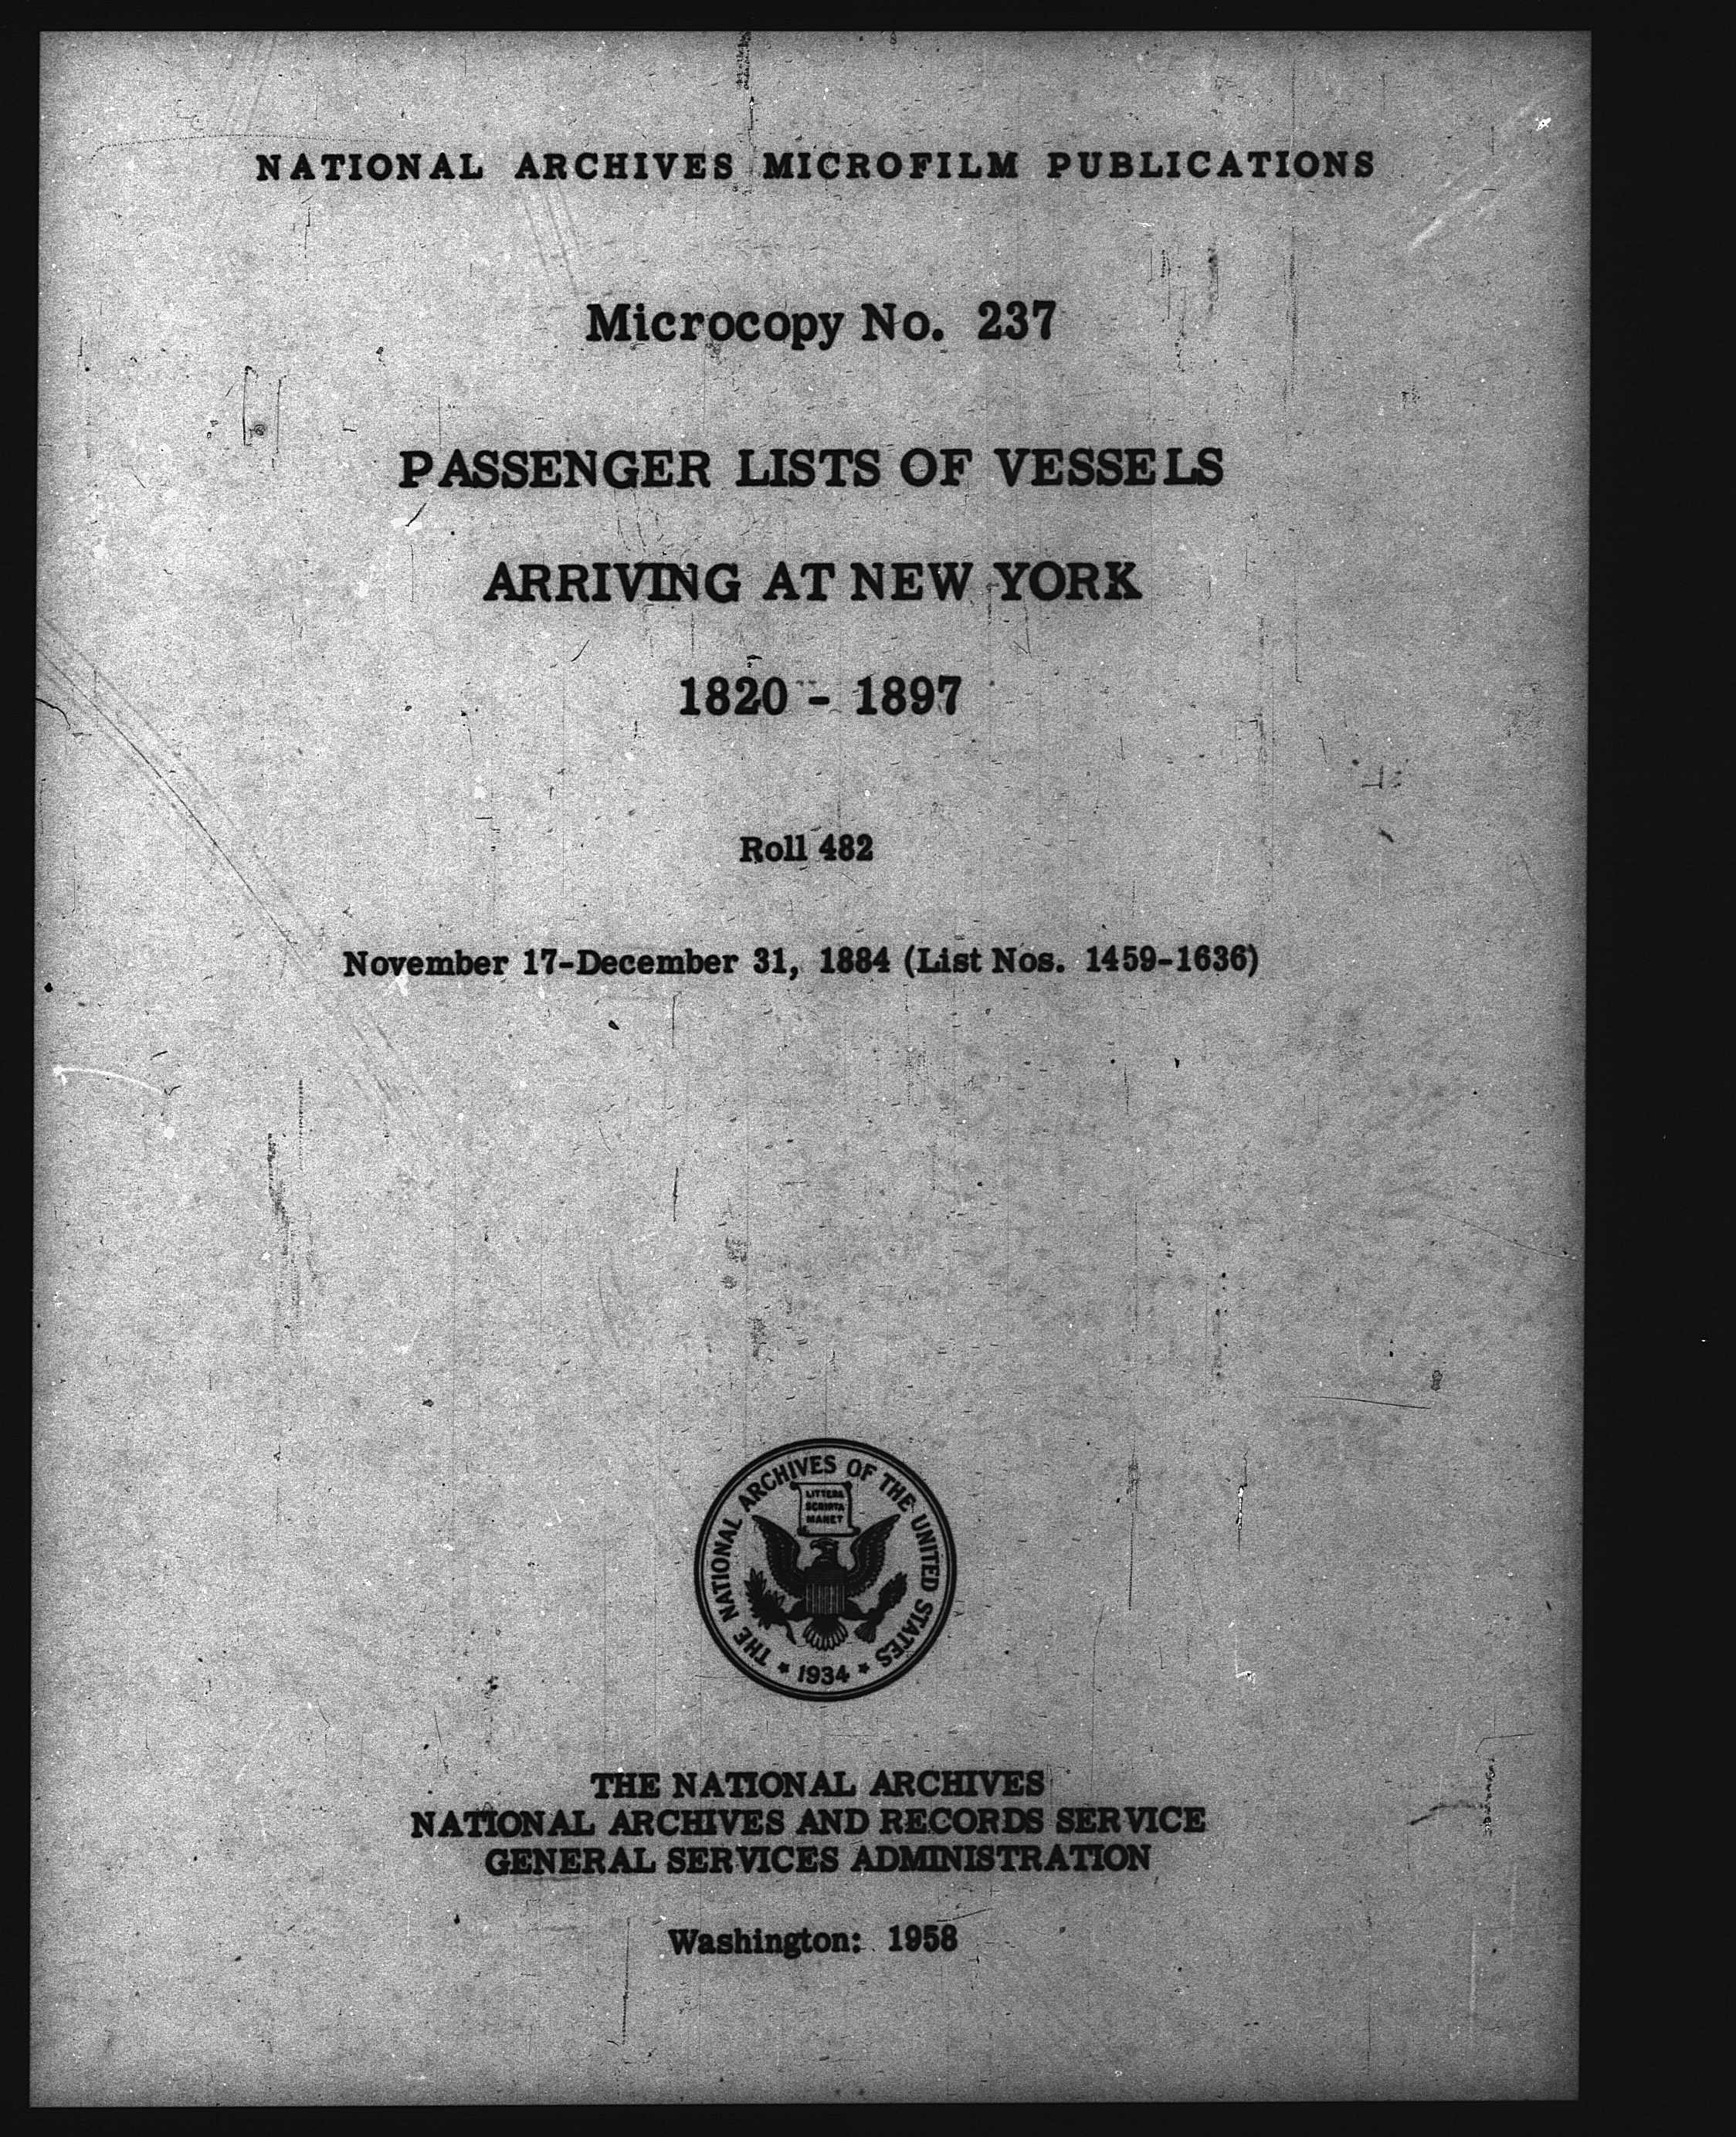 NATIONAL ARCHIVES MICROFILM PUBLICATIONS
Microcopy No. 237
PASSENGER LISTS OF VESSELS
ARRIVING AT NEW YORK
1820 - 1897
Roll 482
November 17-December 31, 1884 (List Nos. 1459-1636)
THE NATIONAL ARCHIVES OF THE UNITED STATES
LITTERA
SCRIPTA
MANET
★ 1934 ★
THE NATIONAL ARCHIVES
NATIONAL ARCHIVES AND RECORDS SERVICE
GENERAL SERVICES ADMINISTRATION
Washington: 1958